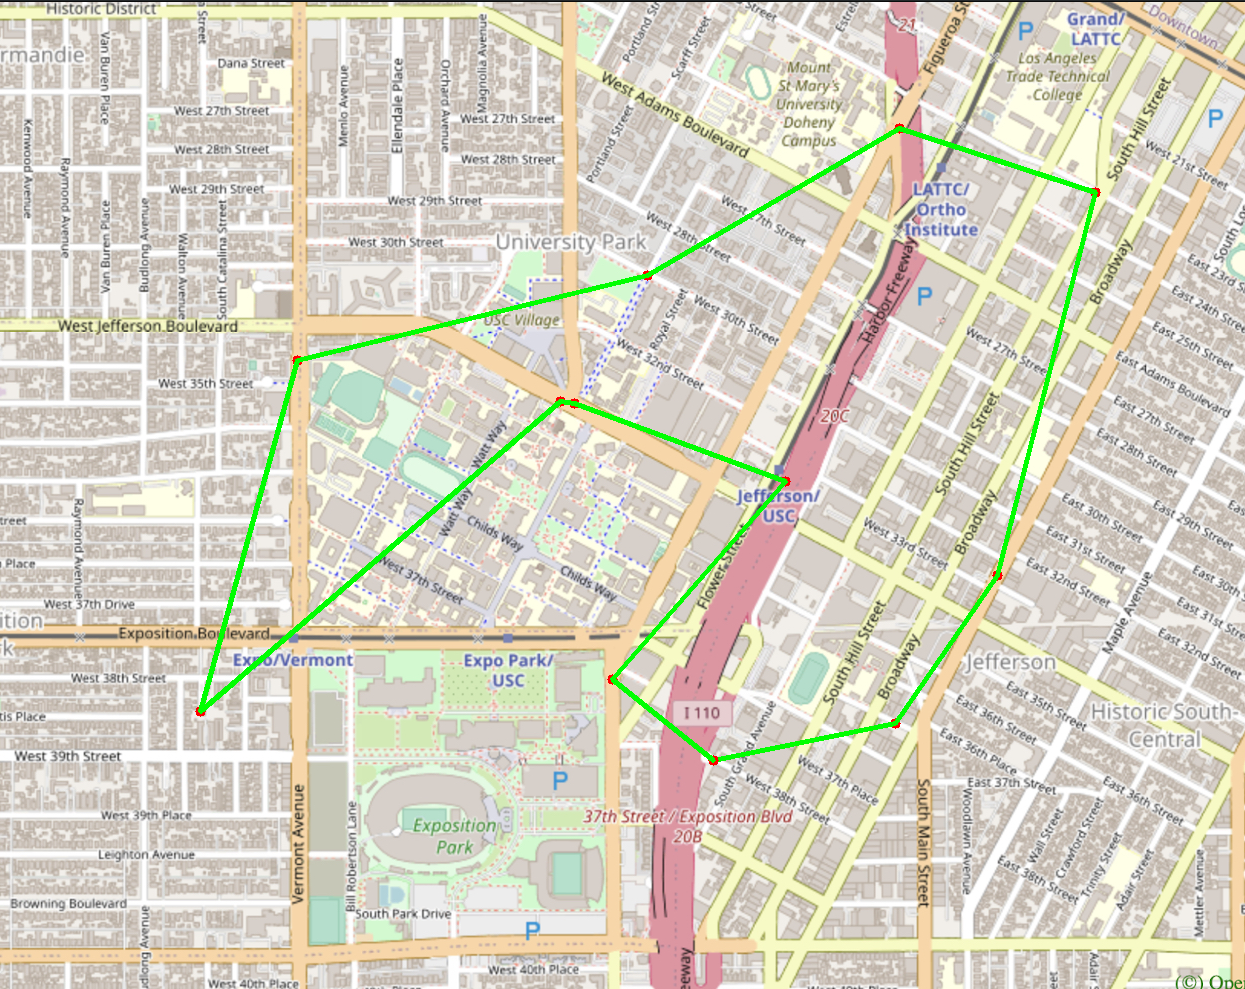 Historic District
21
Figueroa St
Grand/
LATTC
Downtown
Portland St
Scarff Street
Estrel
rmandie
Van Buren Place
a Street
Dana Street
Menlo Avenue
Ellendale Place
Orchard Avenue
Magnolia Avenue
West Adams Boulevard
Mount
St Mary's
University
Doheny
Campus
P
Los Angeles
Trade Technical
College
South Hill Street
P
West 27th Street
West 27th Street
Portland Street
Kenwood Avenue
Raymond Avenue
West 28th Street
West 28th Street
West 21st Street
West 29th Street
West 29th Street
LATTC/
Ortho
Institute
Van Buren Place
Budlong Avenue
Walton Avenue
South Catalina Street
West 30th Street
University Park
West 27th Street
West 28th Street
South Lo
East 23rd S
Broadway
Harbor Freeway
P
East 24th Street
West Jefferson Boulevard
USC Village
Royal Street
West 30th Street
West 27th Street
East 25th Street
West 32nd Street
East Adams Boulevard
West 35th Street
20C
East 27th Street
East 28th Street
Watt Way
South Hill Street
Raymond Avenue
Watt Way
Jefferson/
USC
Broadway
East 30th Street
East 29th Street
treet
Childs Way
West 33rd Street
East 31st Street
East 30th
Place
West 37th Street
Childs Way
Flower Street
East 32nd Street
East 31st Stre
West 37th Drive
South Hill Street
Maple Avenue
ition
k
Exposition Boulevard
Expo/Vermont
Expo Park/
USC
Broadway
Jefferson
East 32nd Street
West 38th Street
East 35th Street
tis Place
I 110
South Grand Avenue
East 36th Street
Historic South-
Central
East 36th Place
West 39th Street
West 37th Place
West 38th Street
P
East 37th Street
West 39th Place
Exposition
Park
37th Street / Exposition Blvd
20B
Vermont Avenue
Bill Robertson Lane
South Main Street
Woodlawn Avenue
Wall Street
Crawford Street
Trinity Street
Adair Street
Mettler Avenue
Leighton Avenue
East 38th Street
Browning Boulevard
South Park Drive
P
udlong Avenue
West 40th Place
West 40th Place
eeway
Adai
(©) Oper